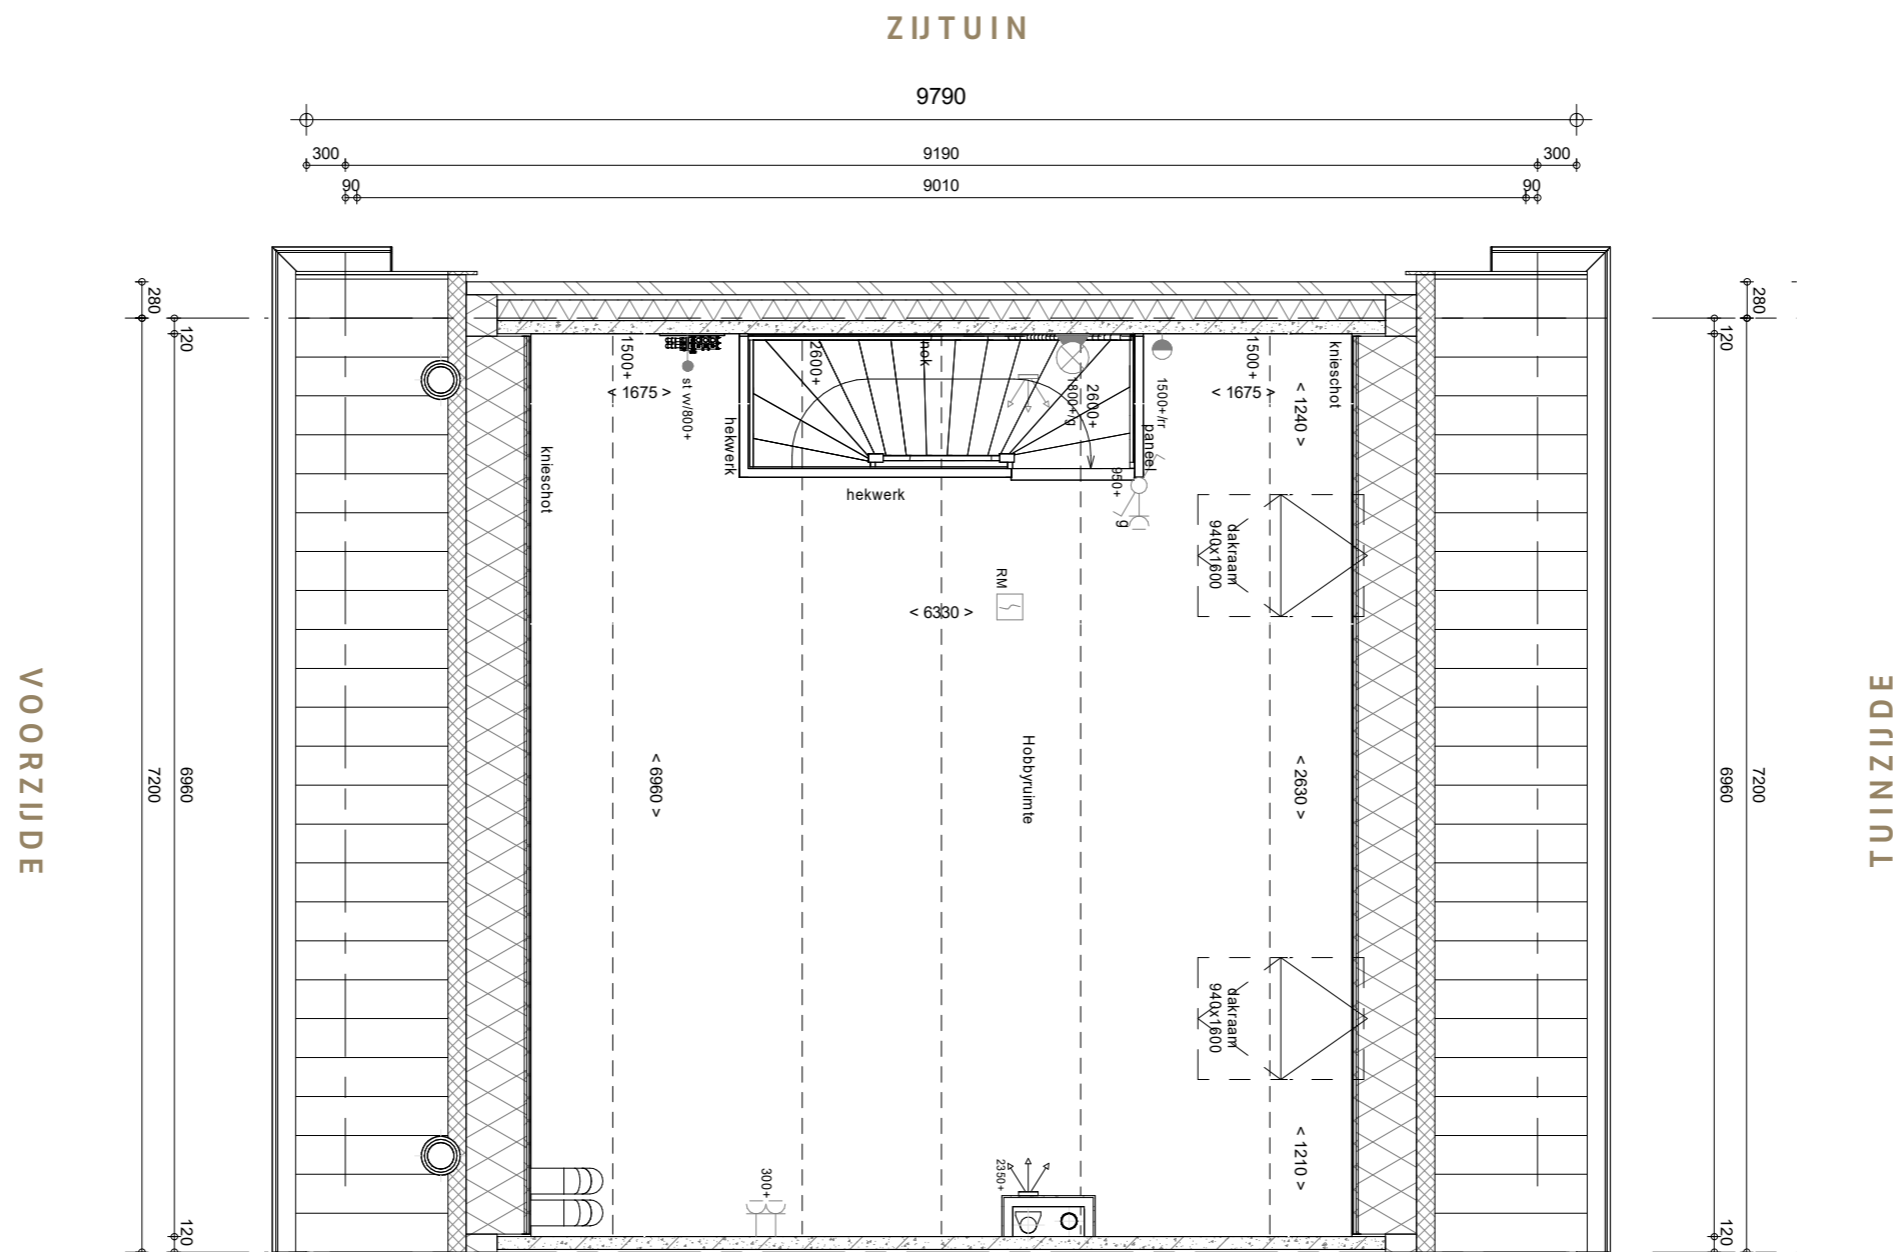 ZIJTUIN
9790
300 9190 300
90 9010 90
280 280
120 120
1500+ 2600+ nok 1800+/g 2600+ 1500+/rr 1500+ knieschot
< 1675 > st vv/800+ < 1675 > < 1240 >
hekwerk paneel
knieschot hekwerk 950+ g
dakraam
940x1600
RM
< 6330 >
VOORZIJDE
TUINZIJDE
7200 6960 < 6960 > Hobbyruimte < 2630 > 6960 7200
dakraam
940x1600
300+ 2350+ < 1210 >
120 120